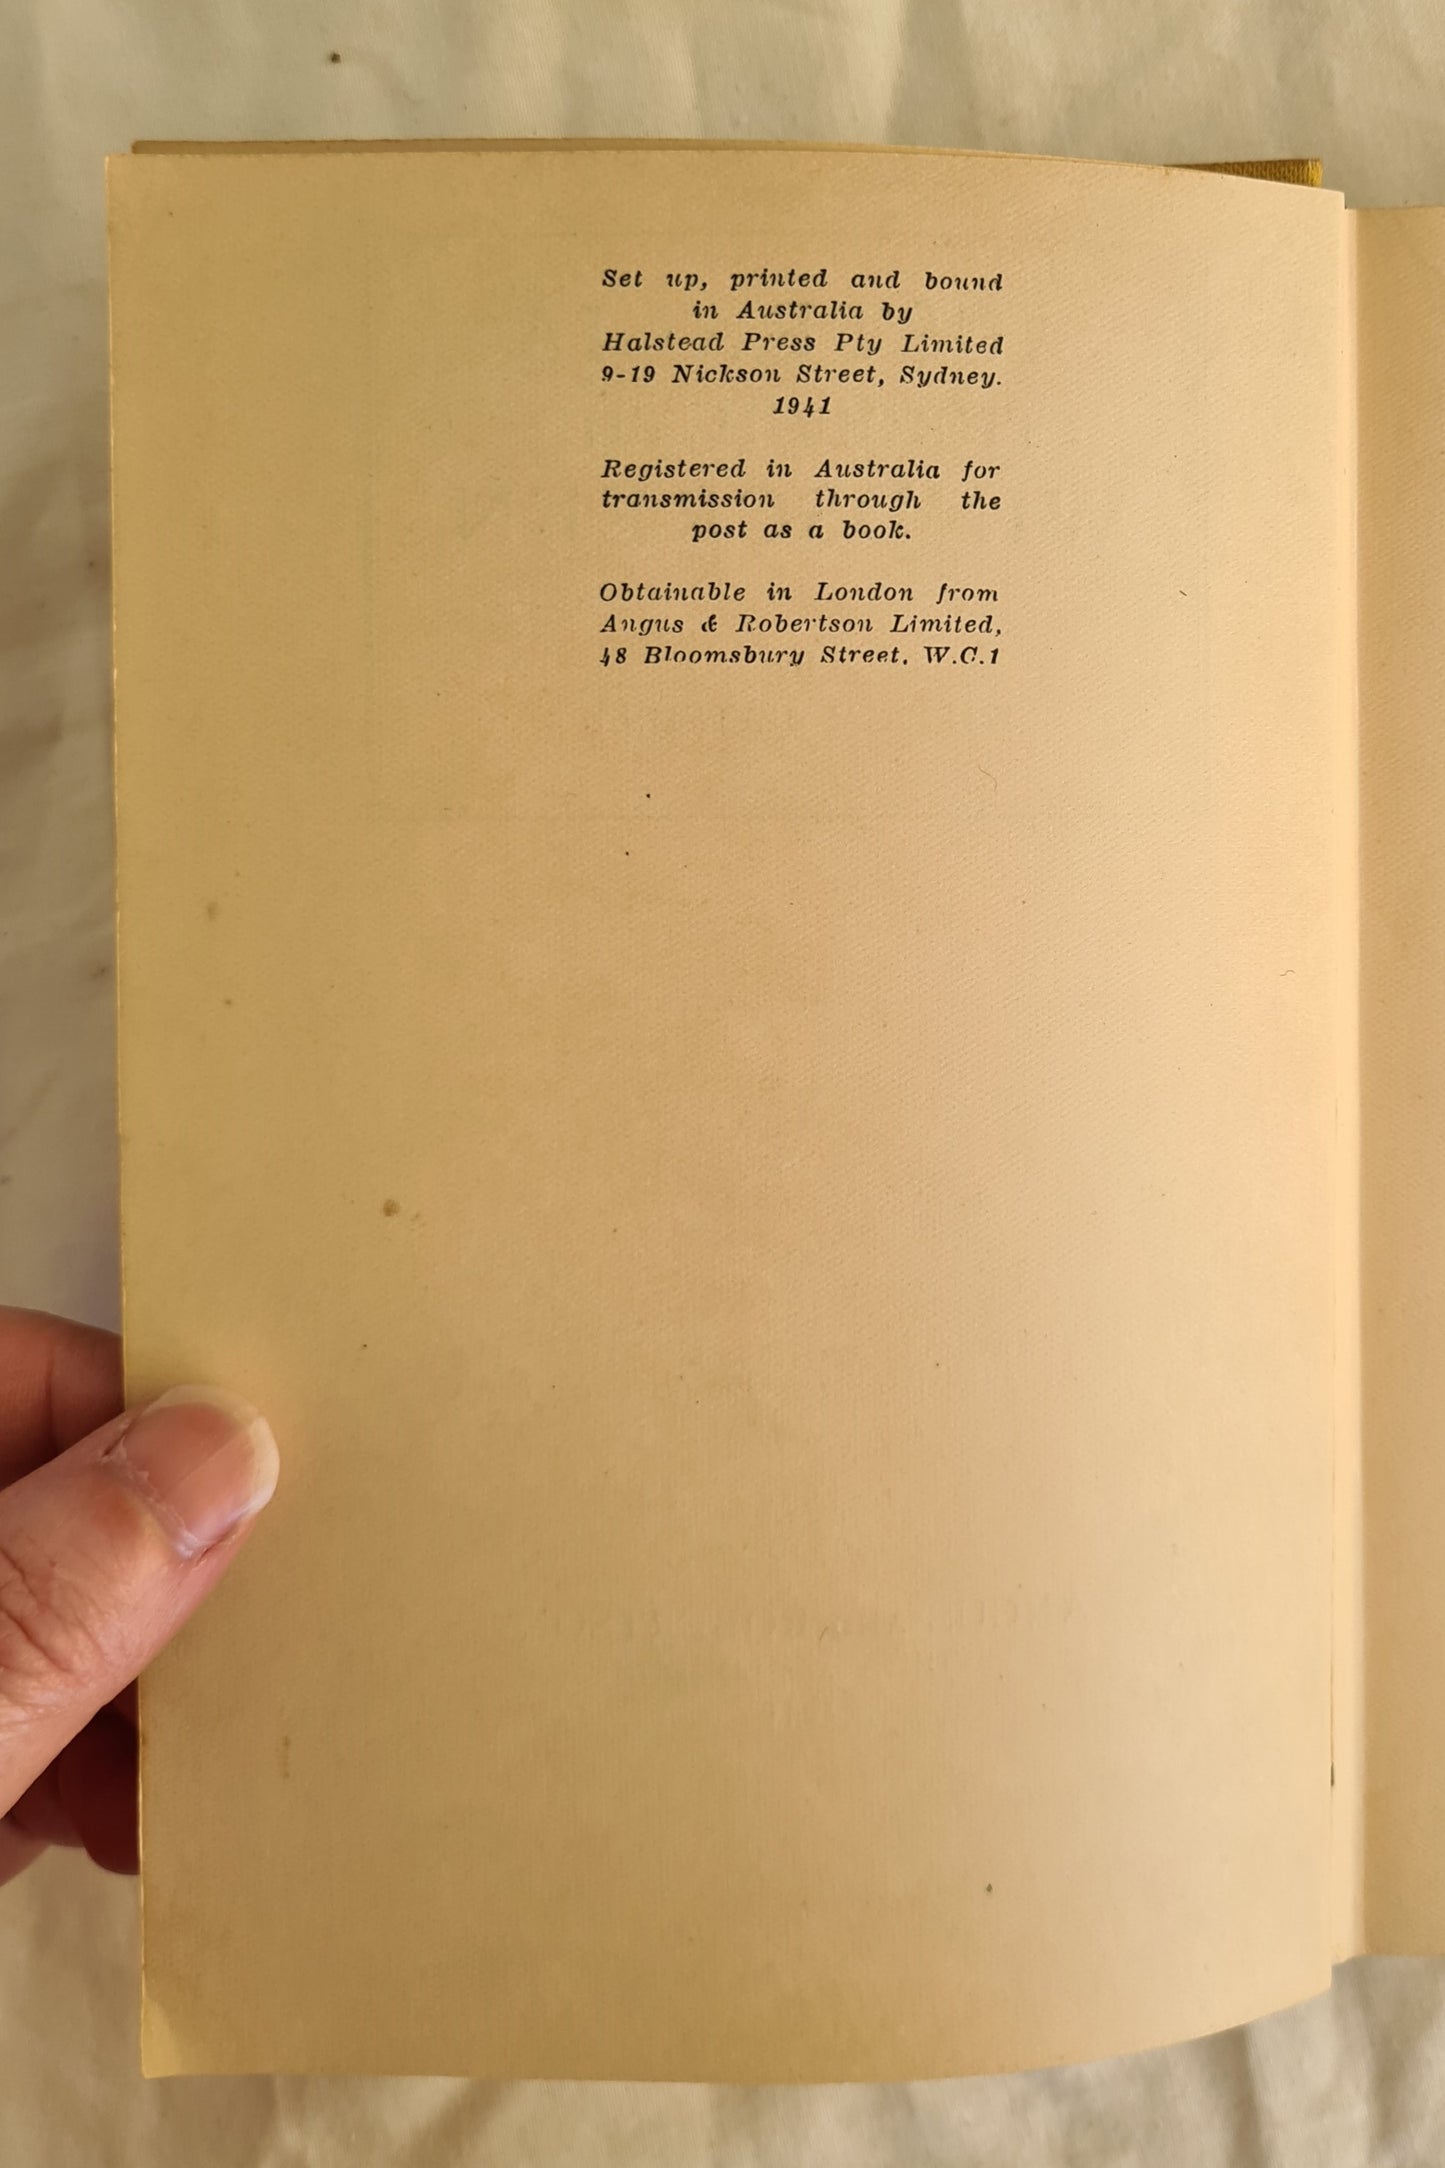 Set up, printed and bound
in Australia by
Halstead Press Pty Limited
9-19 Nickson Street, Sydney.
1941
Registered in Australia for
transmission through the
post as a book.
Obtainable in London from
Angus & Robertson Limited,
48 Bloomsbury Street, W.C.1